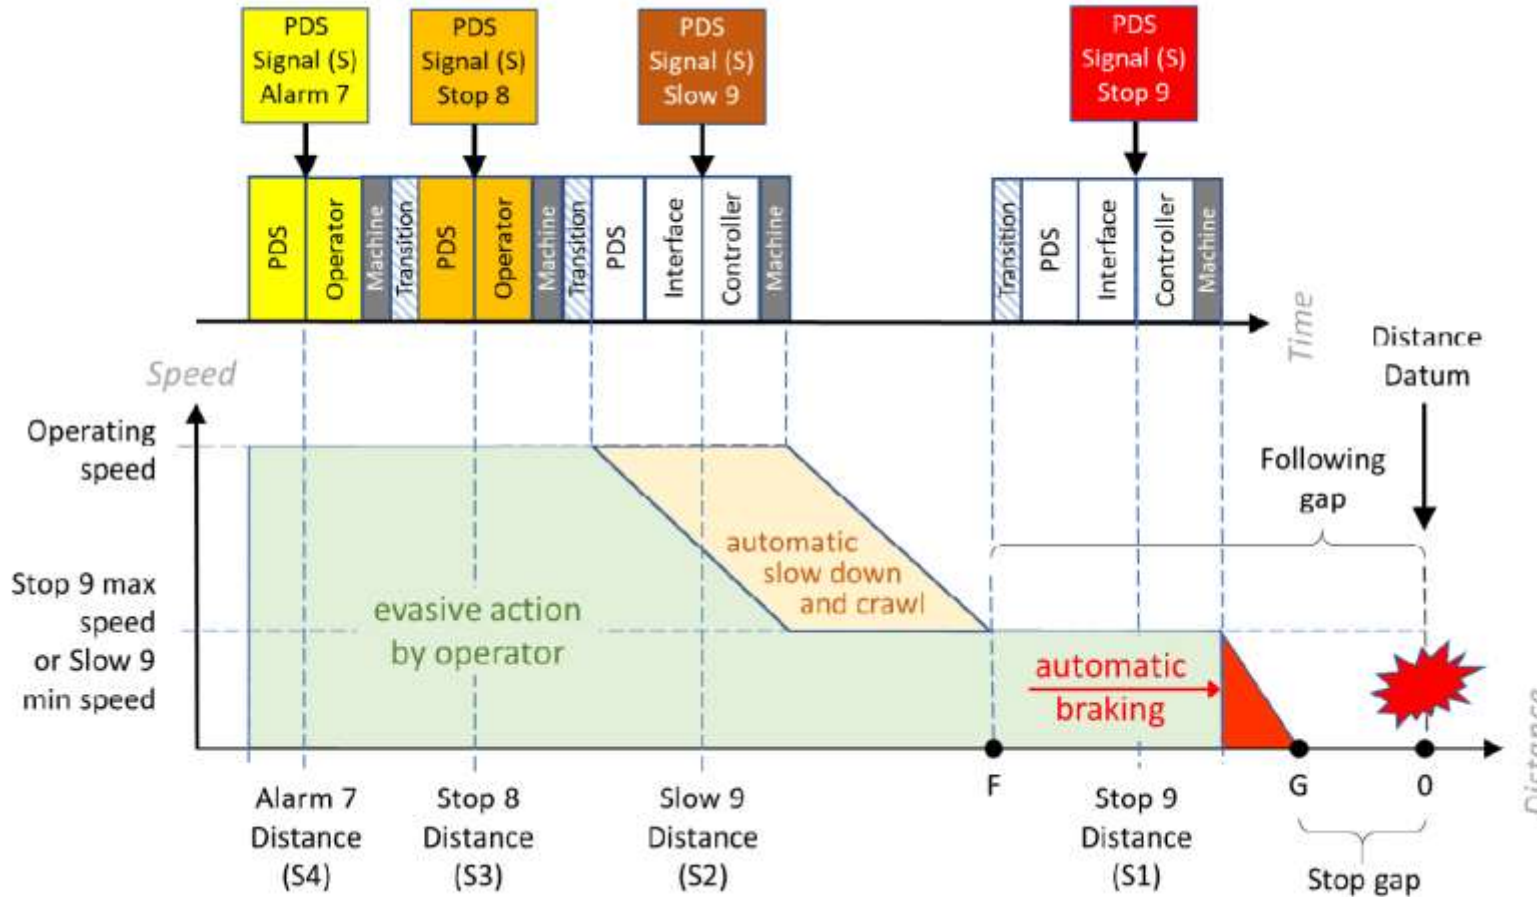 PDS
Signal (S)
Alarm 7
PDS
Signal (S)
Stop 8
PDS
Signal (S)
Slow 9
PDS
Signal (S)
Stop 9
PDS
Operator
Machine
Transition
PDS
Operator
Machine
Transition
PDS
Interface
Controller
Machine
Transition
PDS
Interface
Controller
Machine
Time
Distance
Datum
Speed
Operating
speed
Following
gap
automatic
slow down
and crawl
Stop 9 max
speed
or Slow 9
min speed
evasive action
by operator
automatic
braking
Distance
F
G
0
Alarm 7
Distance
(S4)
Stop 8
Distance
(S3)
Slow 9
Distance
(S2)
Stop 9
Distance
(S1)
Stop gap